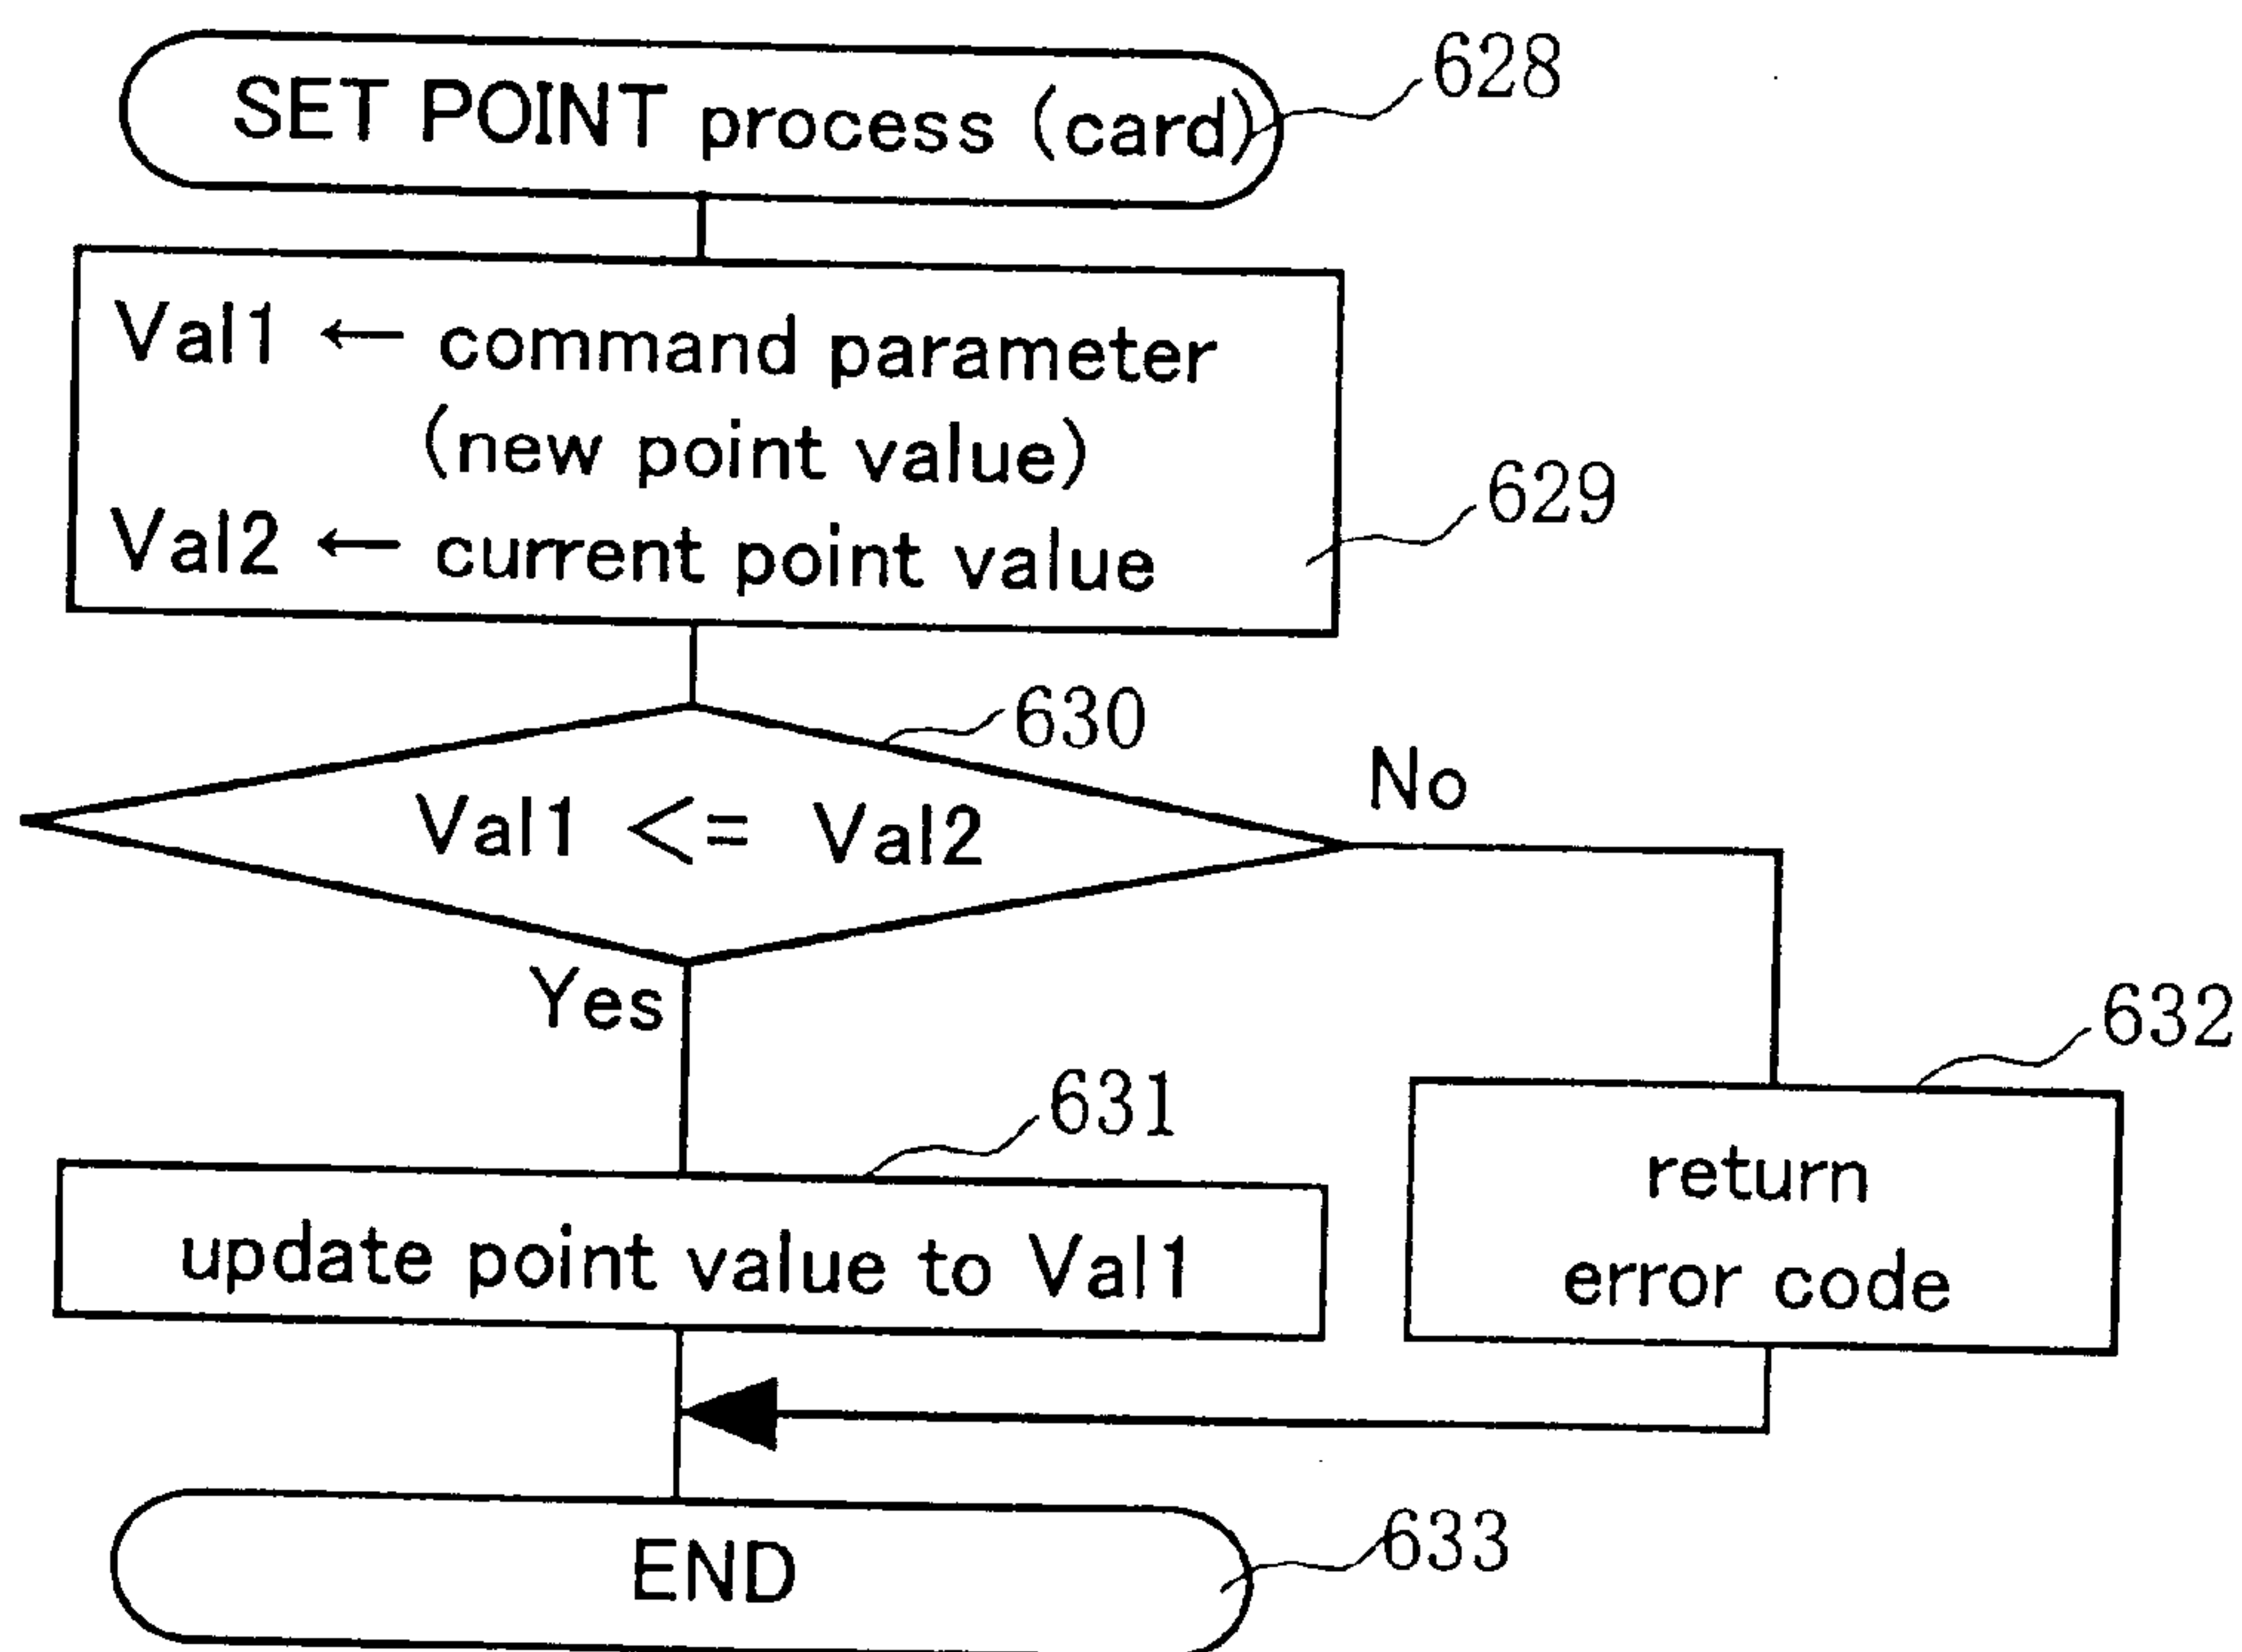 SET POINT process (card)
628
Val1 ← command parameter
(new point value)
Val2 ← current point value
629
630
Val1 <= Val2
No
Yes
632
631
return
error code
update point value to Val1
END
633